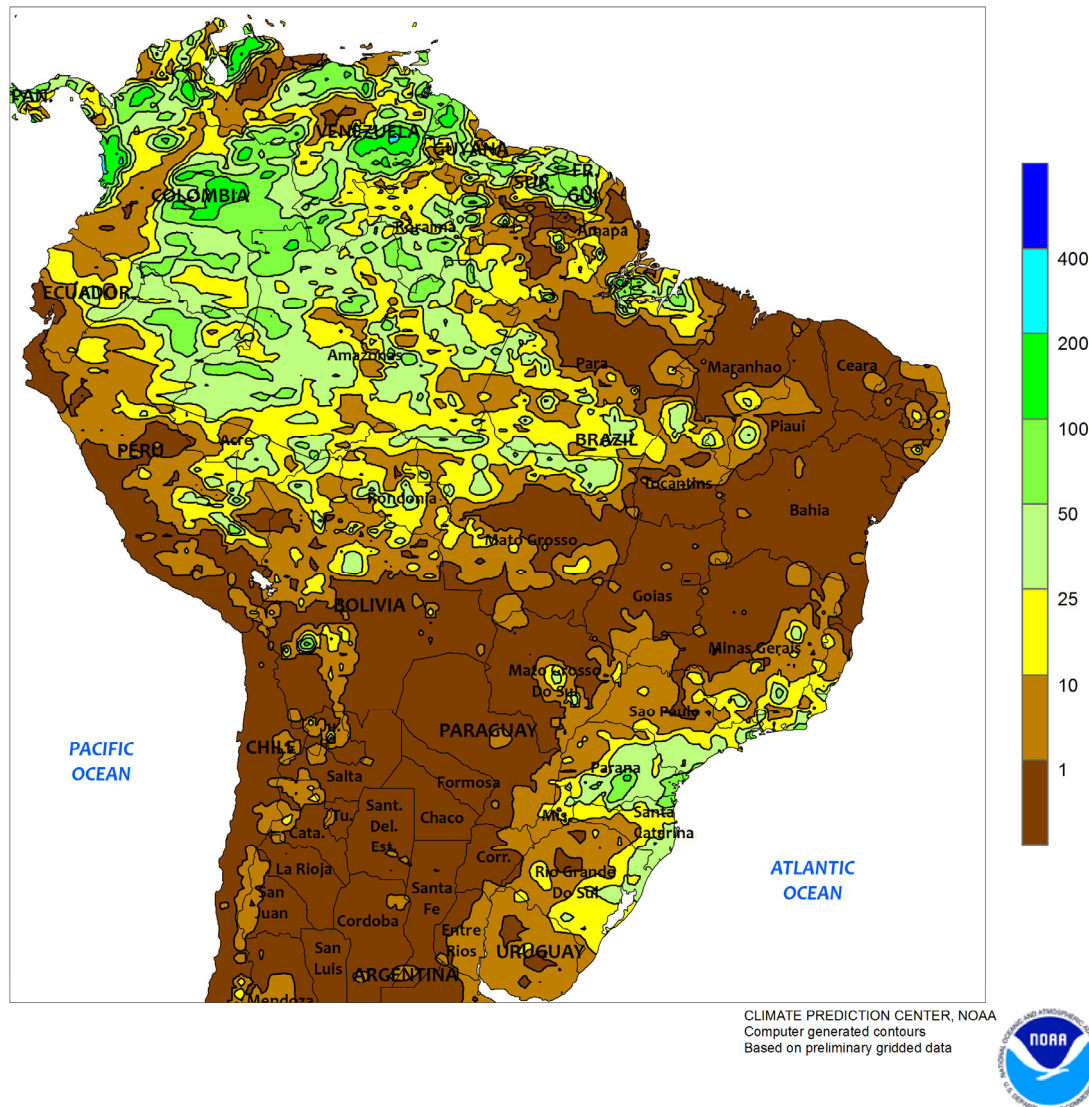 PAN.
VENEZUELA
GUYANA
COLOMBIA
SUR.
FR.
GUI.
Roraima
Amapa
ECUADOR
Amazonas
Para
Maranhao
Ceara
Piaui
BRAZIL
Acre
PERU
Tocantins
Rondonia
Bahia
Mato Grosso
Goias
BOLIVIA
Minas Gerais
Mato Grosso
Do Sul
Sao Paulo
PARAGUAY
CHILE
PACIFIC
OCEAN
Parana
Salta
Formosa
Sant.
Del.
Est.
Tu.
Chaco
Mis.
Santa
Catarina
Cata.
Corr.
La Rioja
Rio Grande
Do Sul
ATLANTIC
OCEAN
San
Juan
Santa
Fe
Cordoba
Entre
Rios
URUGUAY
San
Luis
ARGENTINA
Mendoza
400
200
100
50
25
10
1
CLIMATE PREDICTION CENTER, NOAA
Computer generated contours
Based on preliminary gridded data
NOAA